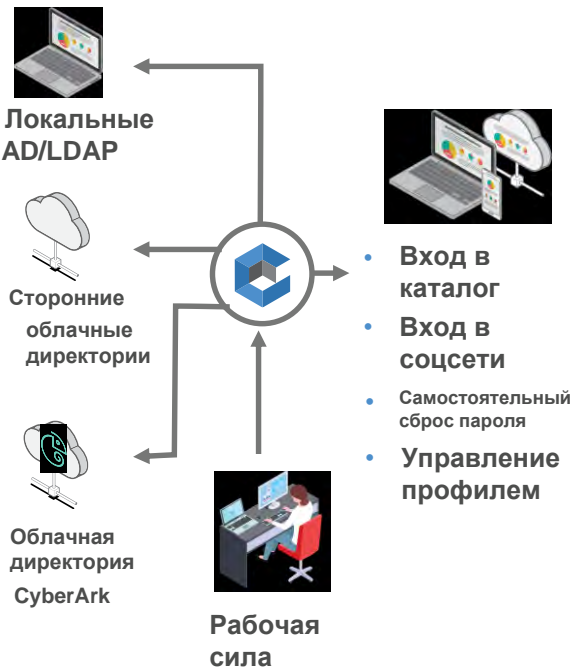 Локальные
AD/LDAP
Сторонние
облачные
директории
Облачная
директория
CyberArk
Рабочая
сила
• Вход в
каталог
• Вход в
соцсети
• Самостоятельный
сброс пароля
• Управление
профилем